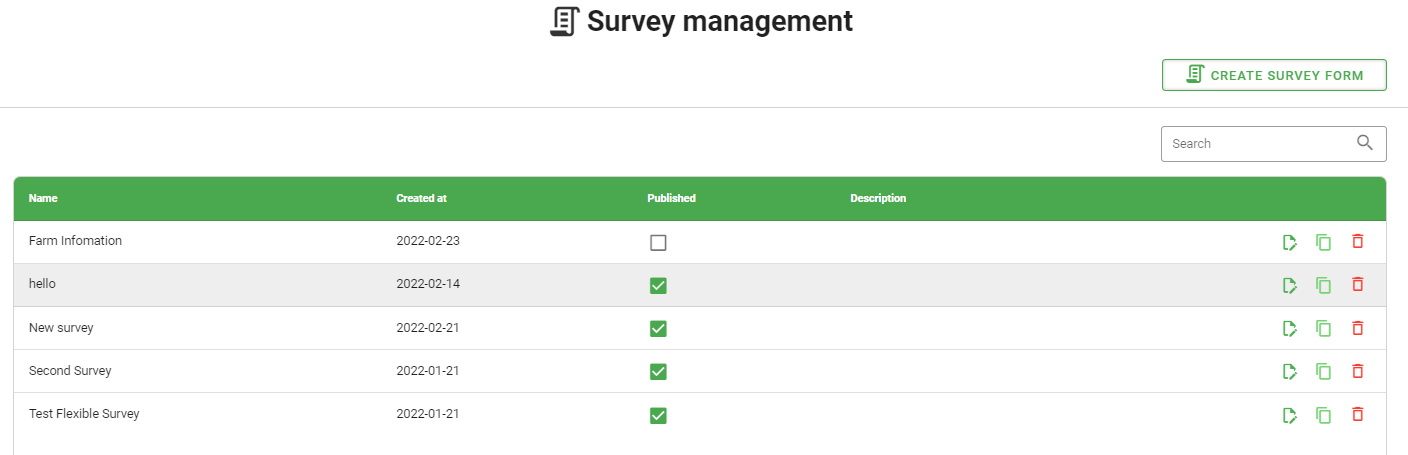 Survey management
CREATE SURVEY FORM
Search
Name Created at Published Description
Farm Infomation 2022-02-23
hello 2022-02-14
New survey 2022-02-21
Second Survey 2022-01-21
Test Flexible Survey 2022-01-21